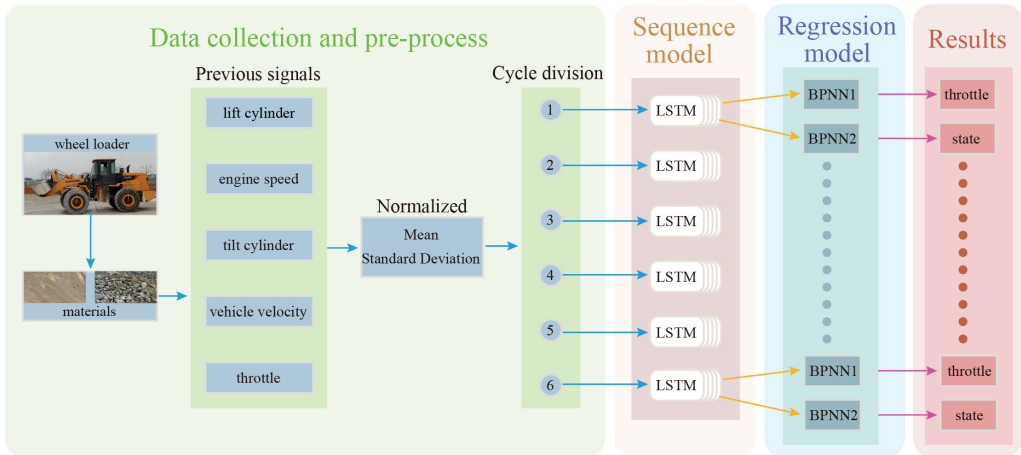 Data collection and pre-process
Previous signals
wheel loader
materials
lift cylinder
engine speed
tilt cylinder
vehicle velocity
throttle
Normalized
Mean
Standard Deviation
Cycle division
1
2
3
4
5
6
Sequence
model
LSTM
LSTM
LSTM
LSTM
LSTM
LSTM
Regression
model
BPNN1
BPNN2
BPNN1
BPNN2
Results
throttle
state
throttle
state